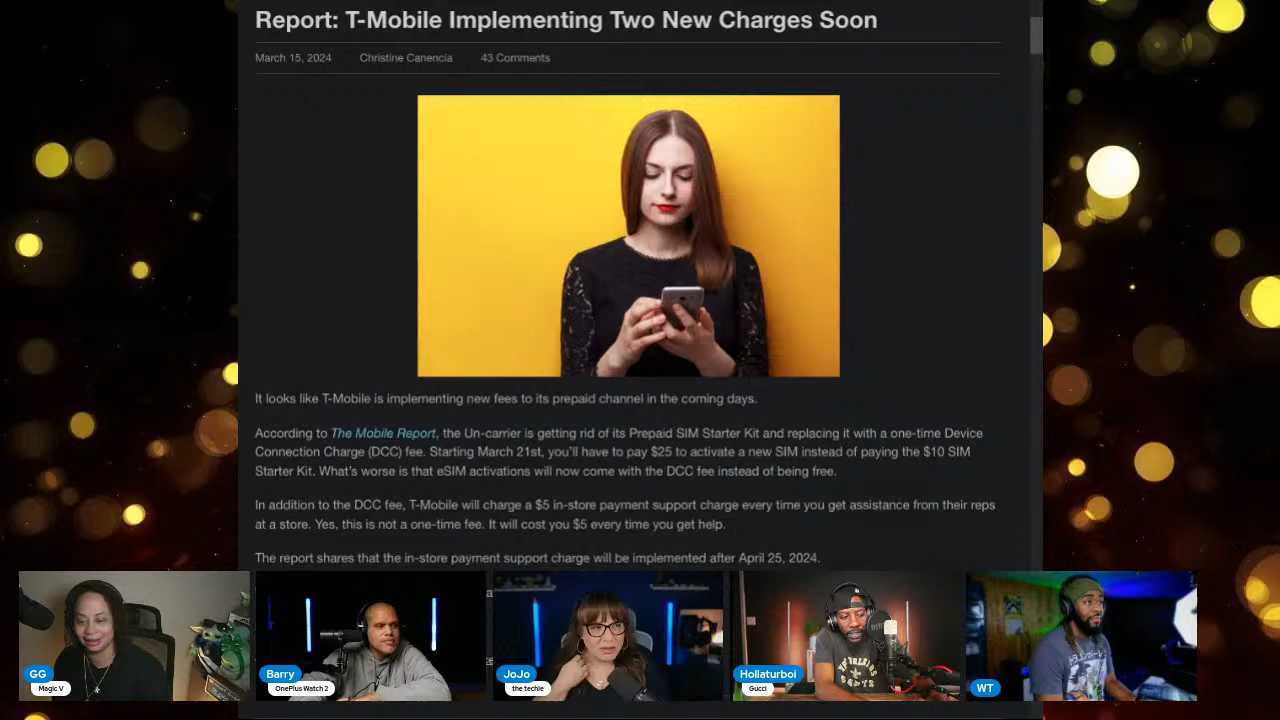 Report: T-Mobile Implementing Two New Charges Soon
March 15, 2024 Christine Canencia 43 Comments
It looks like T-Mobile is implementing new fees to its prepaid channel in the coming days.
According to The Mobile Report, the Un-carrier is getting rid of its Prepaid SIM Starter Kit and replacing it with a one-time Device
Connection Charge (DCC) fee. Starting March 21st, you'll have to pay $25 to activate a new SIM instead of paying the $10 SIM
Starter Kit. What's worse is that eSIM activations will now come with the DCC fee instead of being free.
In addition to the DCC fee, T-Mobile will charge a $5 in-store payment support charge every time you get assistance from their reps
at a store. Yes, this is not a one-time fee. It will cost you $5 every time you get help.
The report shares that the in-store payment support charge will be implemented after April 25, 2024.
GG
Magic V
Barry
OnePlus Watch 2
JoJo
the techie
Hollaturboi
Gucci
WT